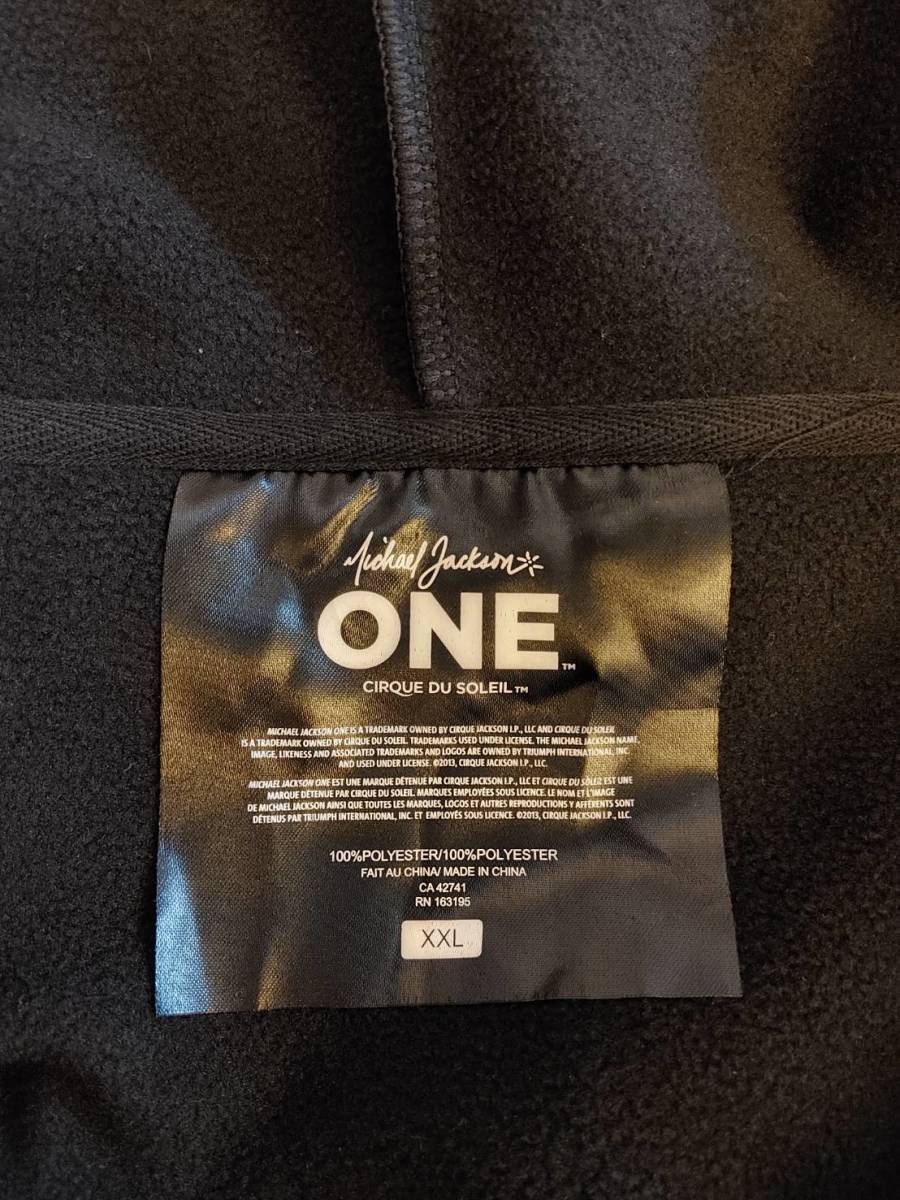 Michael Jackson
ONE™
CIRQUE DU SOLEIL™
MICHAEL JACKSON ONE IS A TRADEMARK OWNED BY CIRQUE JACKSON I.P., LLC AND CIRQUE DU SOLEIL
IS A TRADEMARK OWNED BY CIRQUE DU SOLEIL. TRADEMARKS USED UNDER LICENSE. THE MICHAEL JACKSON NAME,
IMAGE, LIKENESS AND ASSOCIATED TRADEMARKS AND LOGOS ARE OWNED BY TRIUMPH INTERNATIONAL, INC.
AND USED UNDER LICENSE. ©2013, CIRQUE JACKSON I.P., LLC.
MICHAEL JACKSON ONE EST UNE MARQUE DÉTENUE PAR CIRQUE JACKSON I.P., LLC ET CIRQUE DU SOLEIL EST UNE
MARQUE DÉTENUE PAR CIRQUE DU SOLEIL. MARQUES EMPLOYÉES SOUS LICENCE. LE NOM ET L'IMAGE
DE MICHAEL JACKSON AINSI QUE TOUTES LES MARQUES, LOGOS ET AUTRES REPRODUCTIONS Y AFFÉRENTS SONT
DÉTENUS PAR TRIUMPH INTERNATIONAL, INC. ET EMPLOYÉS SOUS LICENCE. ©2013, CIRQUE JACKSON I.P., LLC.
100%POLYESTER/100%POLYESTER
FAIT AU CHINA/ MADE IN CHINA
CA 42741
RN 163195
XXL